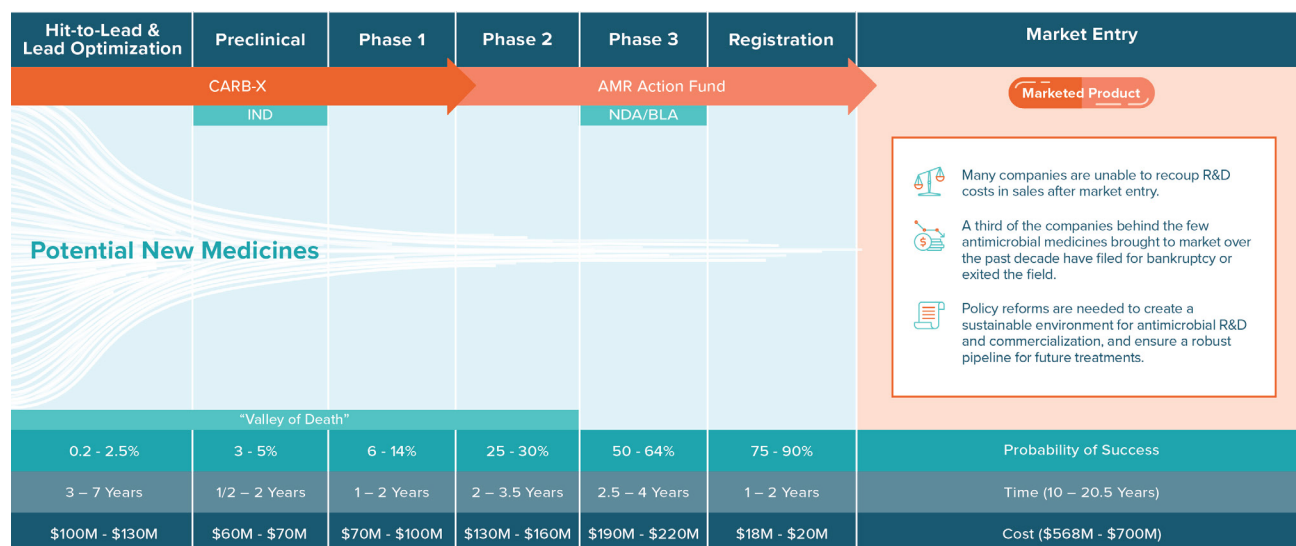 Hit-to-Lead &
Lead Optimization
Preclinical
Phase 1
Phase 2
Phase 3
Registration
Market Entry
CARB-X
AMR Action Fund
Marketed Product
IND
NDA/BLA
Potential New Medicines
Many companies are unable to recoup R&D
costs in sales after market entry.
A third of the companies behind the few
antimicrobial medicines brought to market over
the past decade have filed for bankruptcy or
exited the field.
Policy reforms are needed to create a
sustainable environment for antimicrobial R&D
and commercialization, and ensure a robust
pipeline for future treatments.
“Valley of Death”
0.2 - 2.5%
3 - 5%
6 - 14%
25 - 30%
50 - 64%
75 - 90%
Probability of Success
3 – 7 Years
1/2 – 2 Years
1 – 2 Years
2 – 3.5 Years
2.5 – 4 Years
1 – 2 Years
Time (10 – 20.5 Years)
$100M - $130M
$60M - $70M
$70M - $100M
$130M - $160M
$190M - $220M
$18M - $20M
Cost ($568M - $700M)